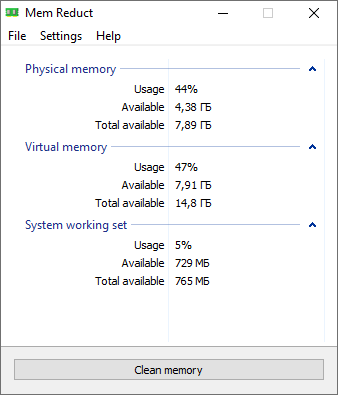 Mem Reduct
File Settings Help
Physical memory
Usage 44%
Available 4,38 ГБ
Total available 7,89 ГБ
Virtual memory
Usage 47%
Available 7,91 ГБ
Total available 14,8 ГБ
System working set
Usage 5%
Available 729 МБ
Total available 765 МБ
Clean memory